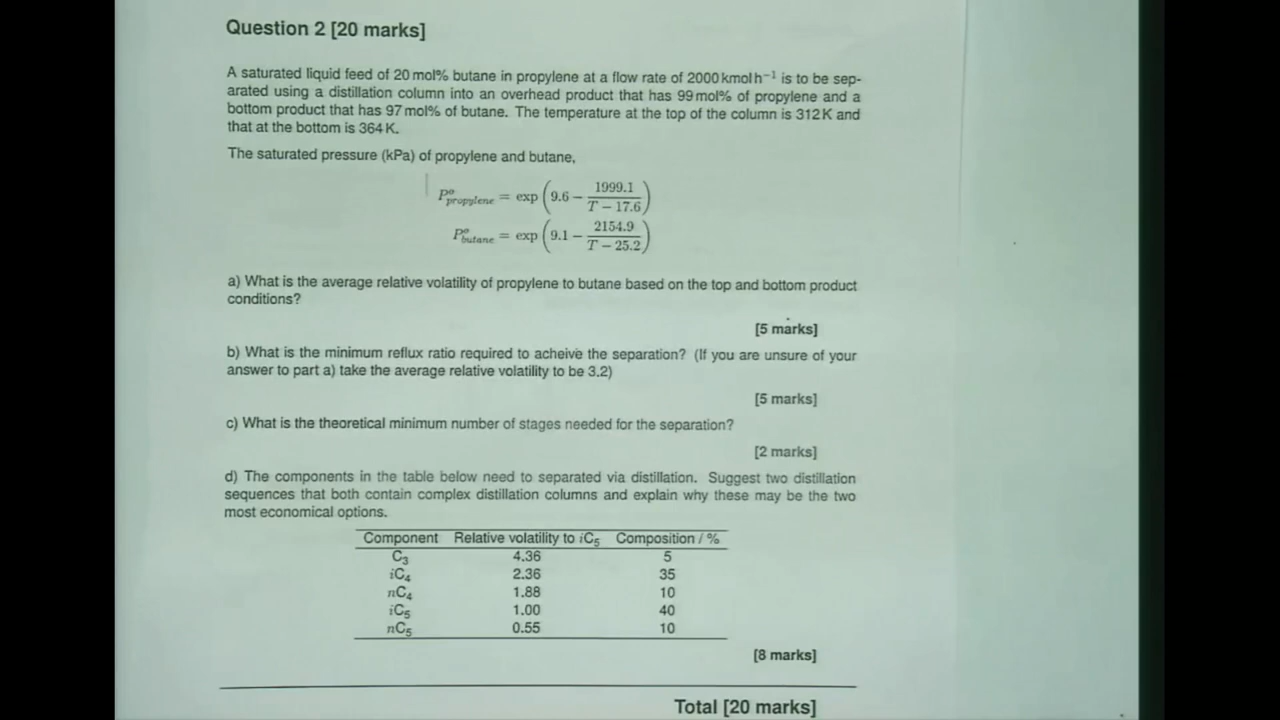 Question 2 [20 marks]
A saturated liquid feed of 20 mol% butane in propylene at a flow rate of 2000 kmol h⁻¹ is to be sep-
arated using a distillation column into an overhead product that has 99 mol% of propylene and a
bottom product that has 97 mol% of butane. The temperature at the top of the column is 312 K and
that at the bottom is 364 K.
The saturated pressure (kPa) of propylene and butane,
P°propylene = exp (9.6 − 1999.1 / (T − 17.6))
P°butane = exp (9.1 − 2154.9 / (T − 25.2))
a) What is the average relative volatility of propylene to butane based on the top and bottom product
conditions?
[5 marks]
b) What is the minimum reflux ratio required to acheive the separation? (If you are unsure of your
answer to part a) take the average relative volatility to be 3.2)
[5 marks]
c) What is the theoretical minimum number of stages needed for the separation?
[2 marks]
d) The components in the table below need to separated via distillation. Suggest two distillation
sequences that both contain complex distillation columns and explain why these may be the two
most economical options.
Component Relative volatility to iC₅ Composition / %
C₃ 4.36 5
iC₄ 2.36 35
nC₄ 1.88 10
iC₅ 1.00 40
nC₅ 0.55 10
[8 marks]
Total [20 marks]